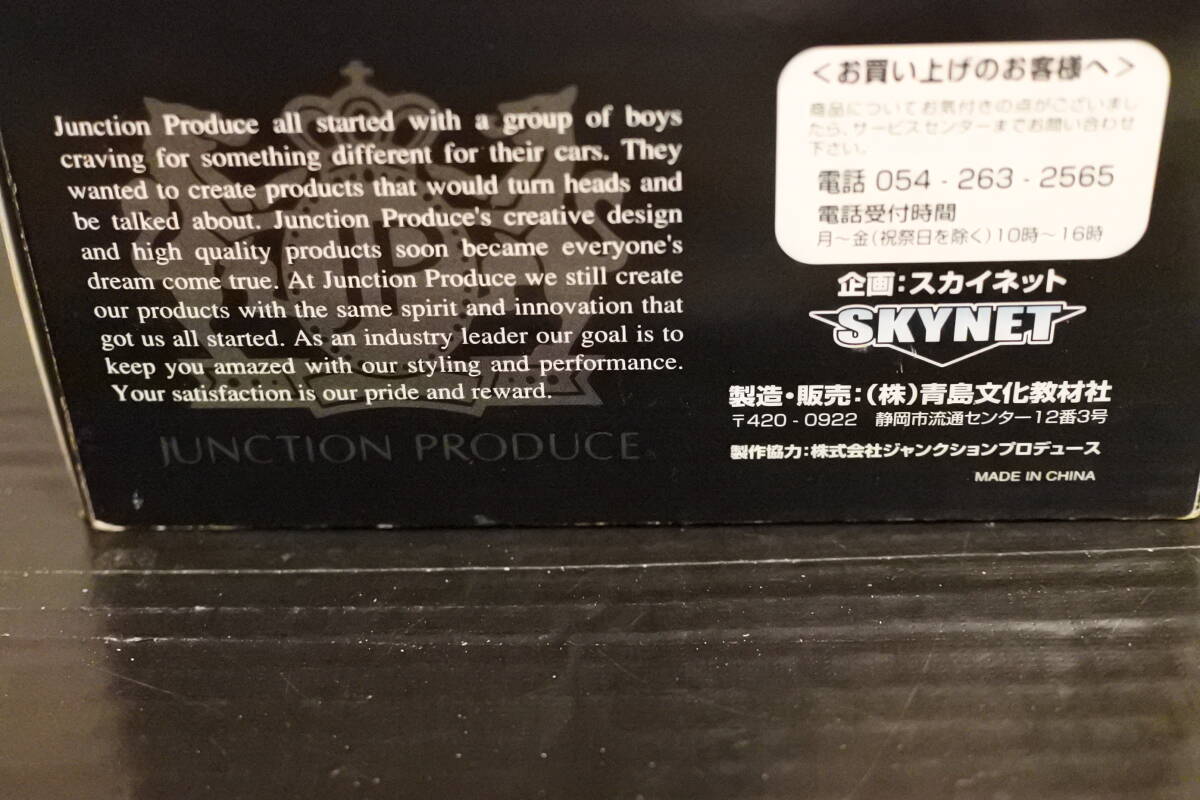 Junction Produce all started with a group of boys
craving for something different for their cars. They
wanted to create products that would turn heads and
be talked about. Junction Produce's creative design
and high quality products soon became everyone's
dream come true. At Junction Produce we still create
our products with the same spirit and innovation that
got us all started. As an industry leader our goal is to
keep you amazed with our styling and performance.
Your satisfaction is our pride and reward.
JUNCTION PRODUCE
<お買い上げのお客様へ>
商品についてお気付きの点がございまし
たら、サービスセンターまでお問い合わせ
下さい。
電話 054-263-2565
電話受付時間
月～金(祝祭日を除く)10時～16時
企画:スカイネット
SKYNET
製造・販売:(株)青島文化教材社
〒420-0922 静岡市流通センター12番3号
製作協力:株式会社ジャンクションプロデュース
MADE IN CHINA